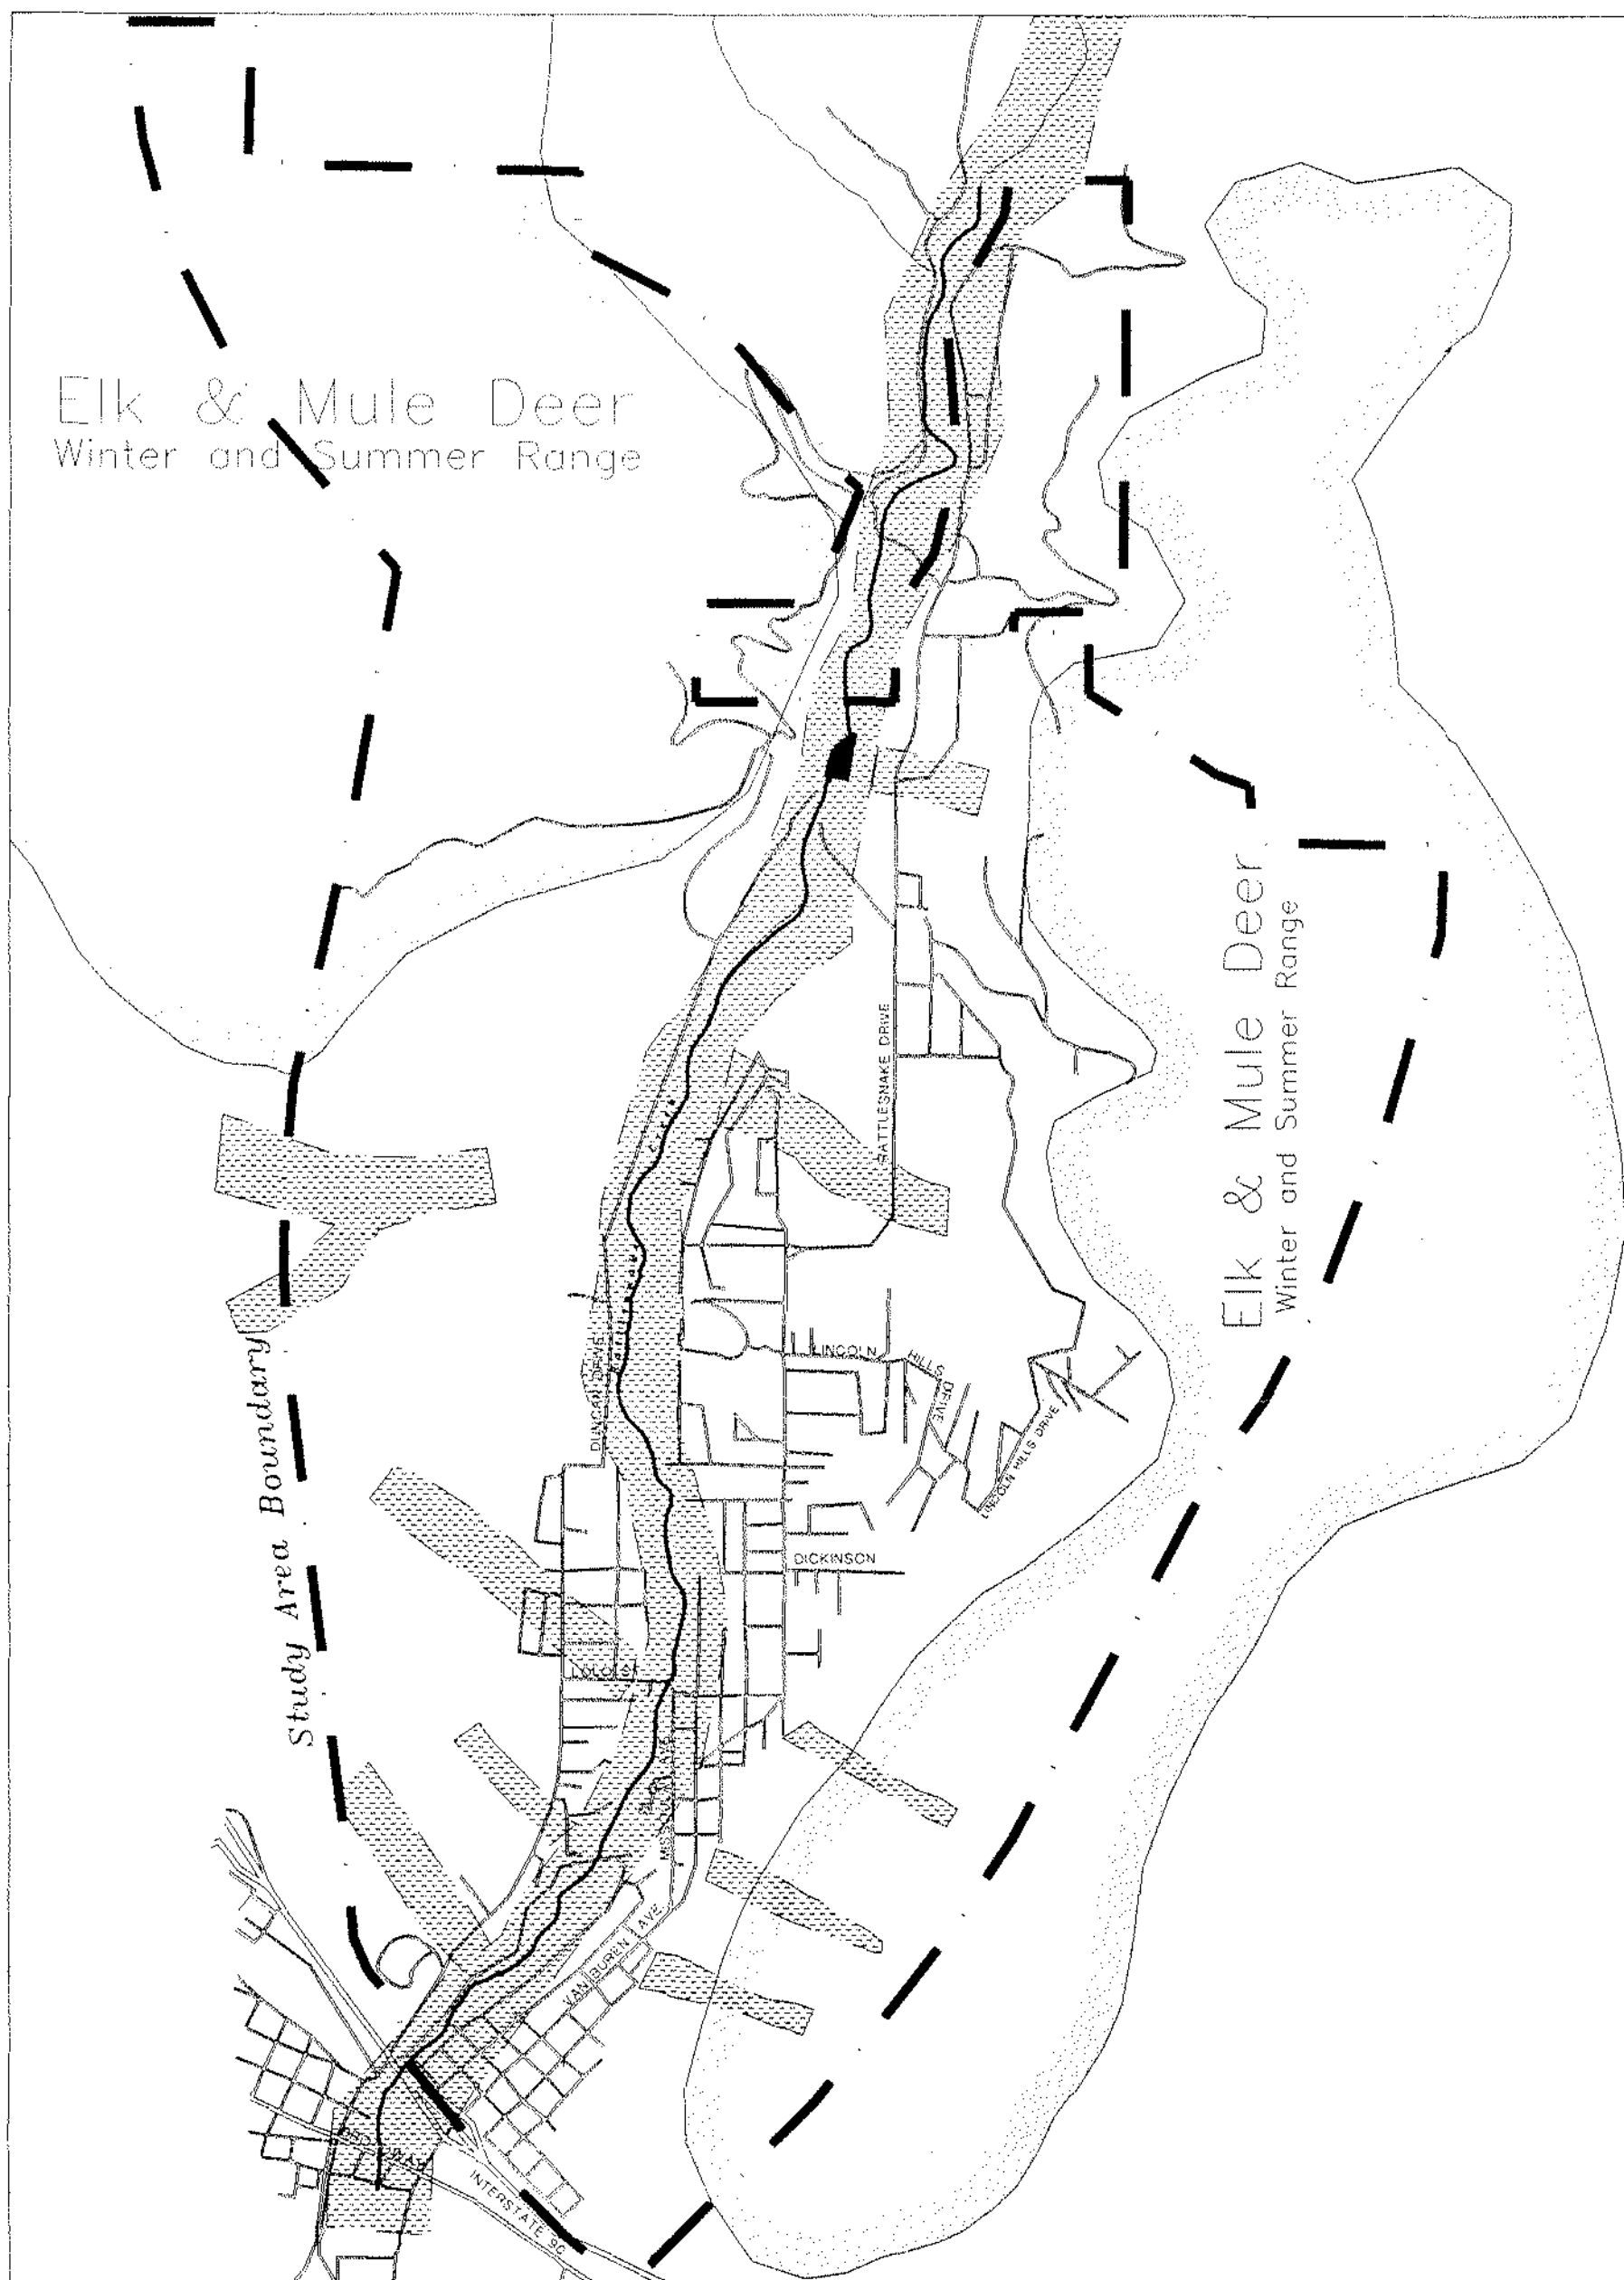 Elk & Mule Deer
Winter and Summer Range
Elk & Mule Deer
Winter and Summer Range
RATTLESNAKE DRIVE
DUNCAN DRIVE
LINCOLN HILLS DRIVE
LINCOLN HILLS DRIVE
Study Area Boundary
DICKINSON
LOLO ST
VAN BUREN AVE
INTERSTATE 90